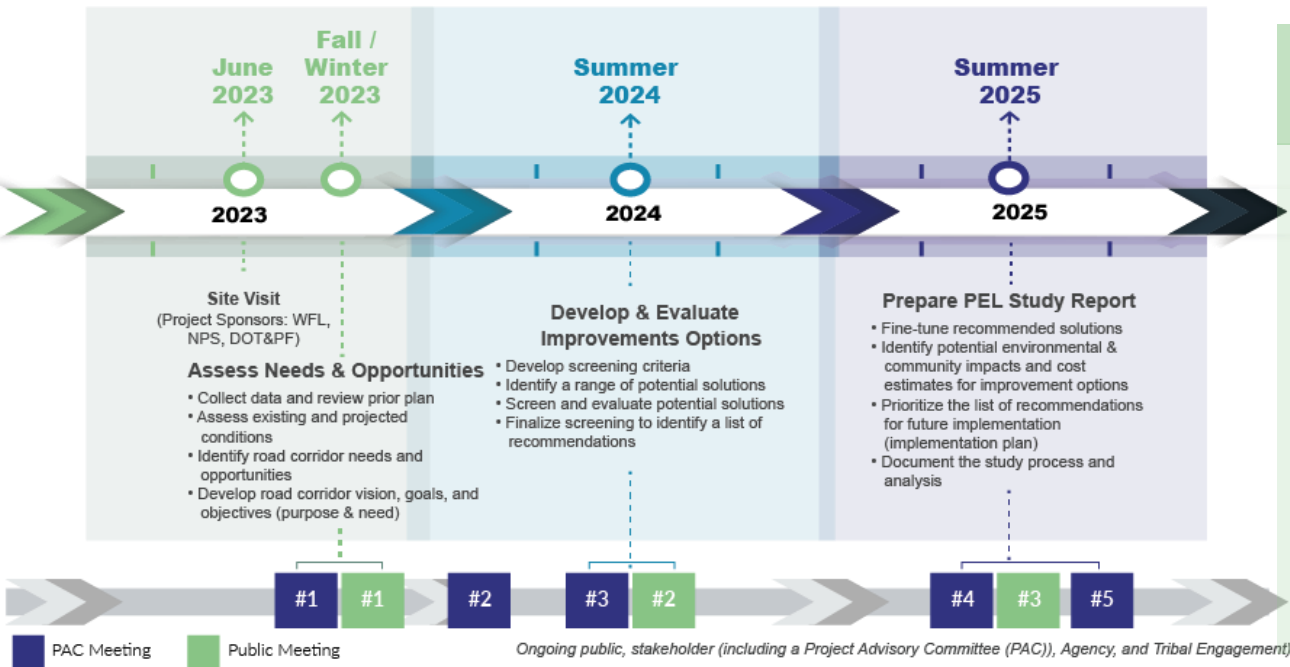 June
2023
Fall /
Winter
2023
Summer
2024
Summer
2025
2023
2024
2025
Site Visit
(Project Sponsors: WFL,
NPS, DOT&PF)
Assess Needs & Opportunities
• Collect data and review prior plan
• Assess existing and projected
conditions
• Identify road corridor needs and
opportunities
• Develop road corridor vision, goals, and
objectives (purpose & need)
Develop & Evaluate
Improvements Options
• Develop screening criteria
• Identify a range of potential solutions
• Screen and evaluate potential solutions
• Finalize screening to identify a list of
recommendations
Prepare PEL Study Report
• Fine-tune recommended solutions
• Identify potential environmental &
community impacts and cost
estimates for improvement options
• Prioritize the list of recommendations
for future implementation
(implementation plan)
• Document the study process and
analysis
#1 #1 #2 #3 #2 #4 #3 #5
PAC Meeting Public Meeting
Ongoing public, stakeholder (including a Project Advisory Committee (PAC)), Agency, and Tribal Engagement)